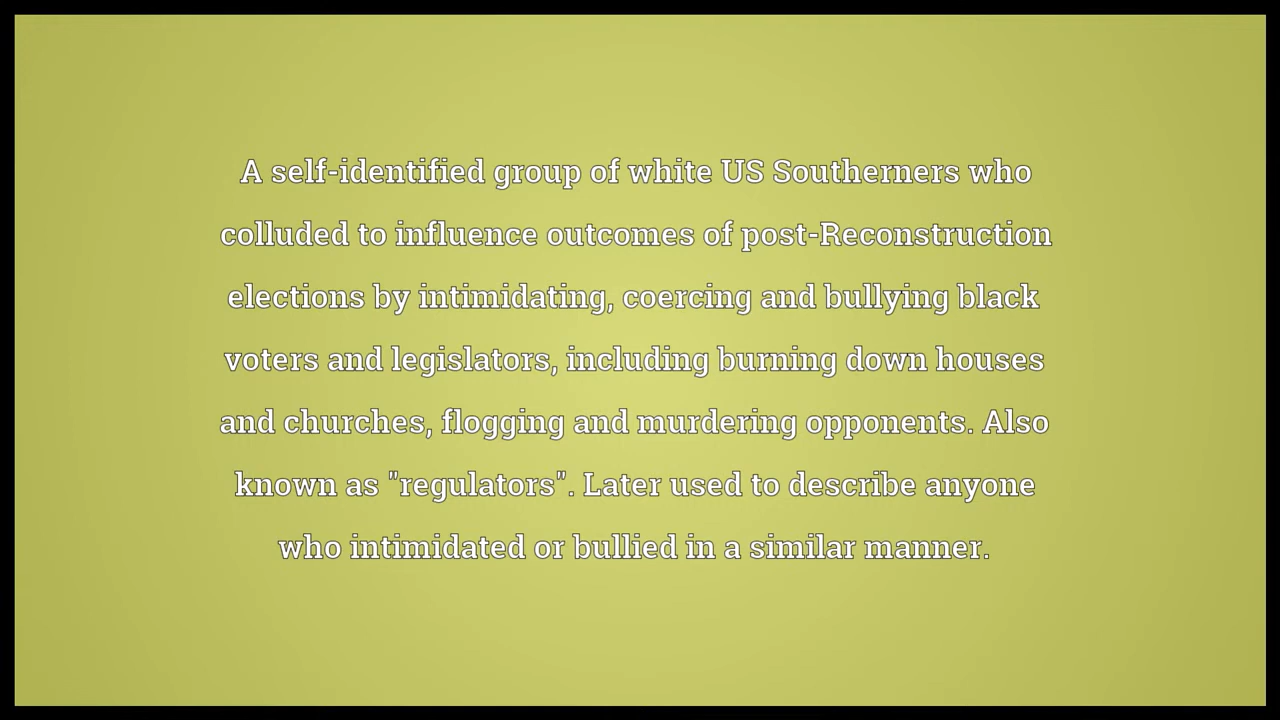 A self-identified group of white US Southerners who
colluded to influence outcomes of post-Reconstruction
elections by intimidating, coercing and bullying black
voters and legislators, including burning down houses
and churches, flogging and murdering opponents. Also
known as "regulators". Later used to describe anyone
who intimidated or bullied in a similar manner.